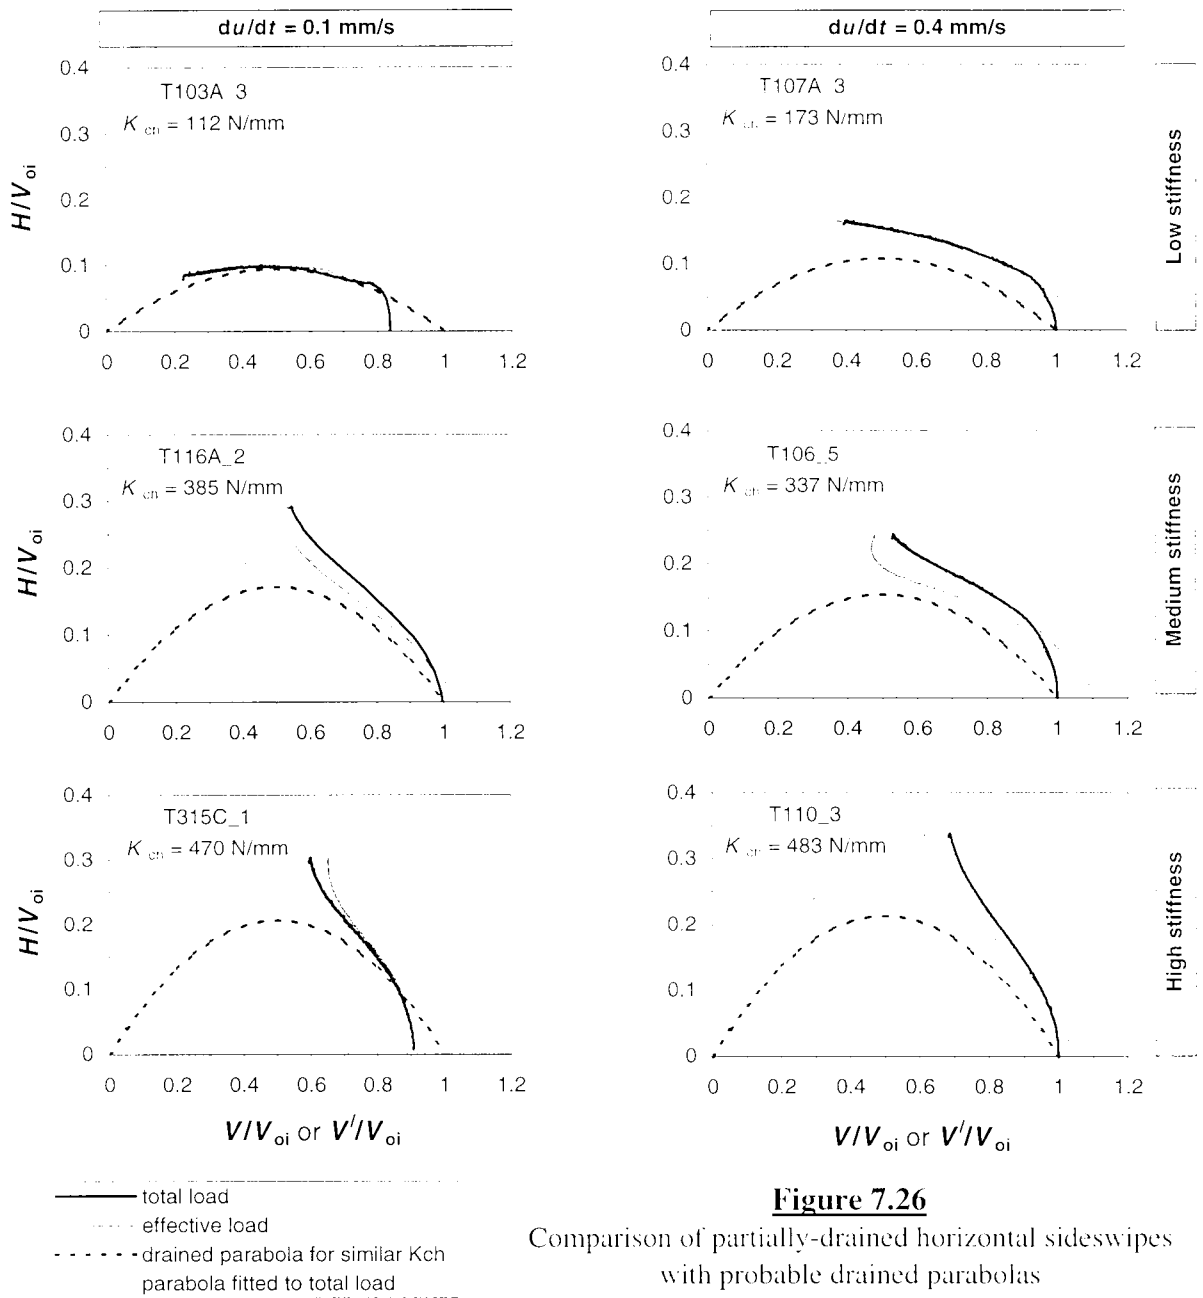 du/dt = 0.1 mm/s
du/dt = 0.4 mm/s
T103A_3
K ch = 112 N/mm
H/Voi
0.4
0.3
0.2
0.1
0
0 0.2 0.4 0.6 0.8 1 1.2
T107A_3
K ch = 173 N/mm
0.4
0.3
0.2
0.1
0
0 0.2 0.4 0.6 0.8 1 1.2
Low stiffness
T116A_2
K ch = 385 N/mm
H/Voi
0.4
0.3
0.2
0.1
0
0 0.2 0.4 0.6 0.8 1 1.2
T106_5
K ch = 337 N/mm
0.4
0.3
0.2
0.1
0
0 0.2 0.4 0.6 0.8 1 1.2
Medium stiffness
T315C_1
K ch = 470 N/mm
H/Voi
0.4
0.3
0.2
0.1
0
0 0.2 0.4 0.6 0.8 1 1.2
V/Voi or V'/Voi
T110_3
K ch = 483 N/mm
0.4
0.3
0.2
0.1
0
0 0.2 0.4 0.6 0.8 1 1.2
V/Voi or V'/Voi
High stiffness
total load
effective load
drained parabola for similar Kch
parabola fitted to total load
Figure 7.26
Comparison of partially-drained horizontal sideswipes
with probable drained parabolas